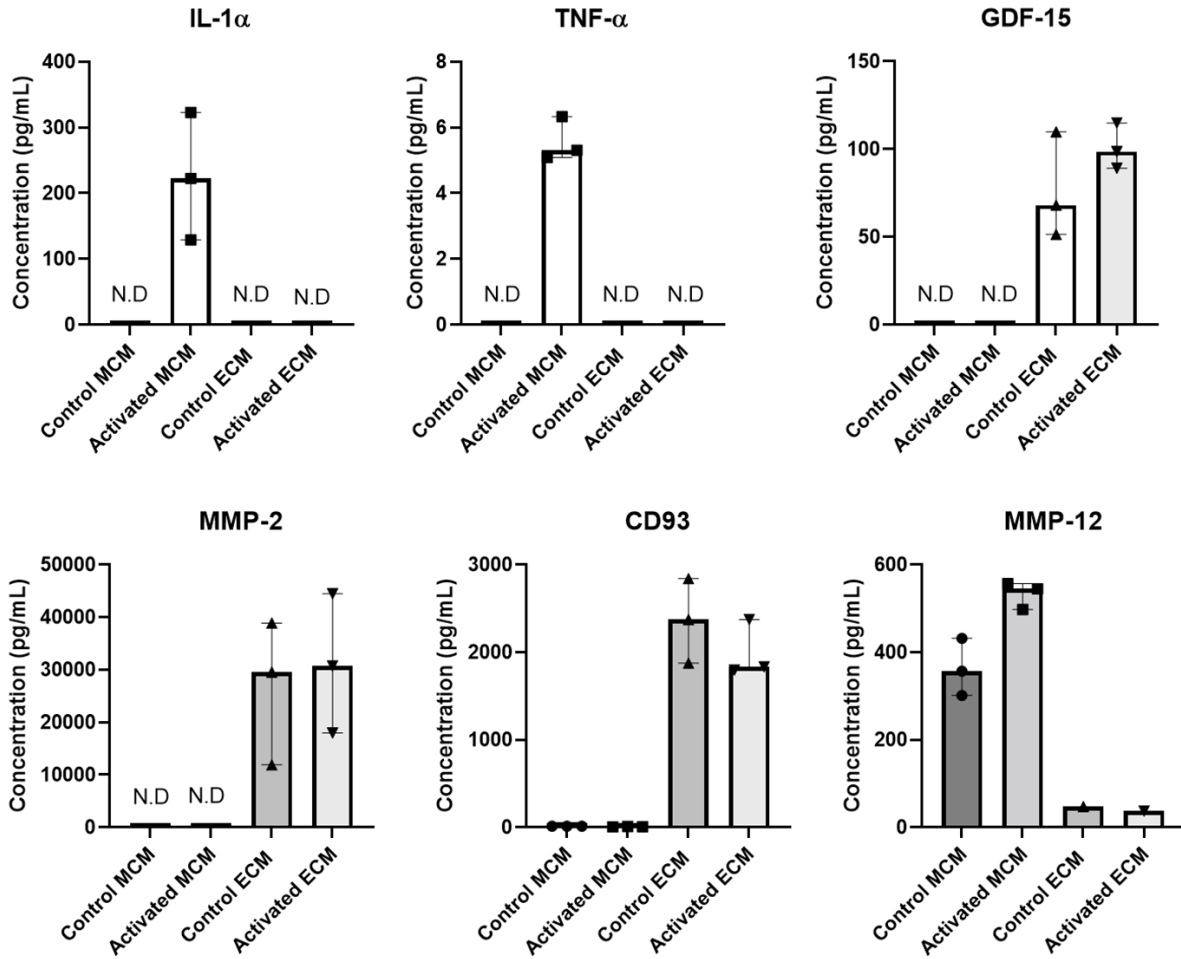 IL-1α
Concentration (pg/mL)
400
300
200
100
0
N.D
N.D
N.D
Control MCM
Activated MCM
Control ECM
Activated ECM
TNF-α
Concentration (pg/mL)
8
6
4
2
0
N.D
N.D
N.D
Control MCM
Activated MCM
Control ECM
Activated ECM
GDF-15
Concentration (pg/mL)
150
100
50
0
N.D
N.D
Control MCM
Activated MCM
Control ECM
Activated ECM
MMP-2
Concentration (pg/mL)
50000
40000
30000
20000
10000
0
N.D
N.D
Control MCM
Activated MCM
Control ECM
Activated ECM
CD93
Concentration (pg/mL)
3000
2000
1000
0
Control MCM
Activated MCM
Control ECM
Activated ECM
MMP-12
Concentration (pg/mL)
600
400
200
0
Control MCM
Activated MCM
Control ECM
Activated ECM